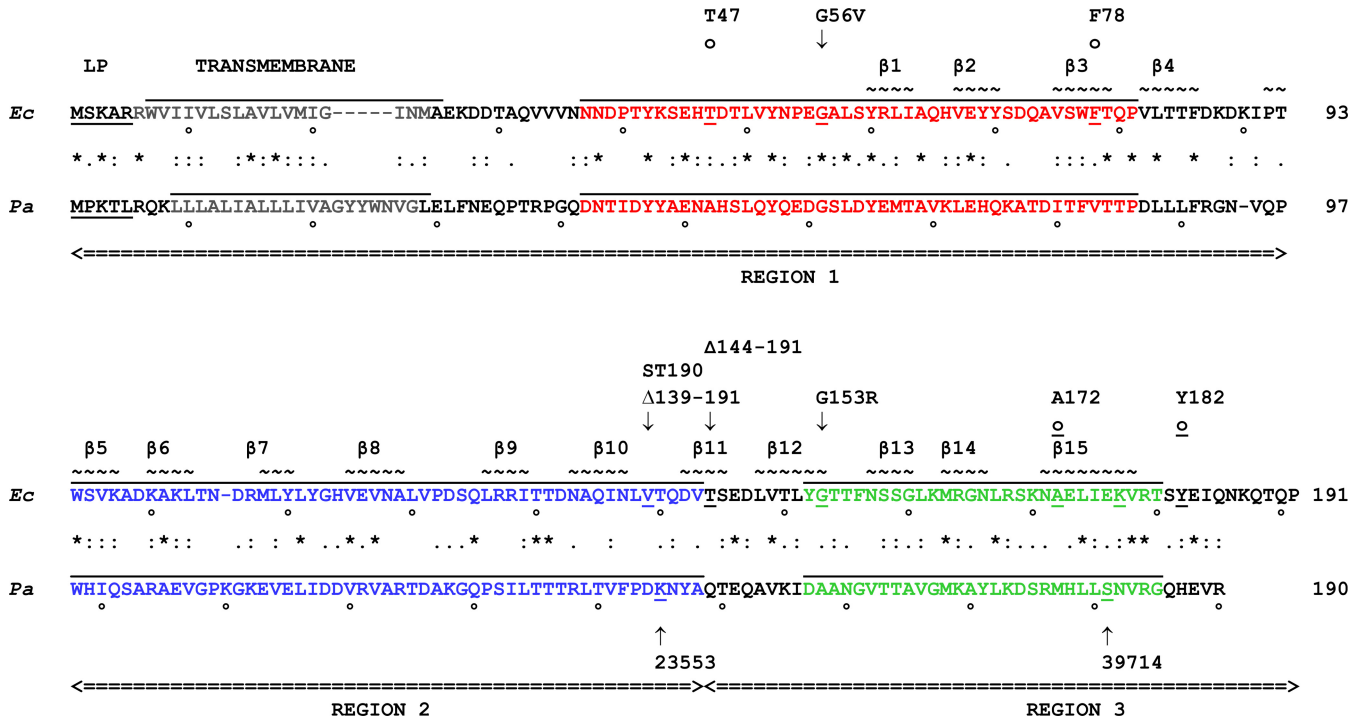 T47 G56V F78
↓
LP TRANSMEMBRANE β1 β2 β3 β4
~~~~ ~~~~ ~~~~~ ~~~~~ ~~
Ec MSKARRWVIIVLSLAVLVMIG-----INMAEKDDTAQVVVNNNDPTYKSEHTDTLVYNPEGALSYRLIAQHVEYYSDQAVSWFTQPVLTTFDKDKIPT 93
*.*: * ::: :::*:*:::. :.: :: . ::* * *:::*: *: *:.:* :::: :*: . :::.* * * * : : .
Pa MPKTLRQKLLLALIALLLIVAGYYWNVGLELFNEQPTRPGQDNTIDYYAENAHSLQYQEDGSLDYEMTAVKLEHQKATDITFVTTPDLLLFRGN-VQP 97
<=================================================================================================>
REGION 1
Δ144-191
ST190
Δ139-191 G153R A172 Y182
↓ ↓ ↓
β5 β6 β7 β8 β9 β10 β11 β12 β13 β14 β15
~~~~ ~~~~ ~~~ ~~~~~ ~~~~ ~~~~~ ~~~~ ~~~~~~ ~~~~ ~~~~ ~~~~~~~~
Ec WSVKADKAKLTN-DRMLYLYGHVEVNALVPDSQLRRITTDNAQINLVTQDVTSEDLVTLYGTTFNSSGLKMRGNLRSKNAELIEKVRTSYEIQNKQTQP 191
*::: :*:: .: : * ..*.* :. * :** . : : . .:*: *: :. :. ::.: *:. *:... .*:.:** :*::
Pa WHIQSARAEVGPKGKEVELIDDVRVARTDAKGQPSILTTTRLTVFPDKNYAQTEQAVKIDAANGVTTAVGMKAYLKDSRMHLLSNVRGQHEVR 190
↑ ↑
23553 39714
<==================================================><==============================================>
REGION 2 REGION 3